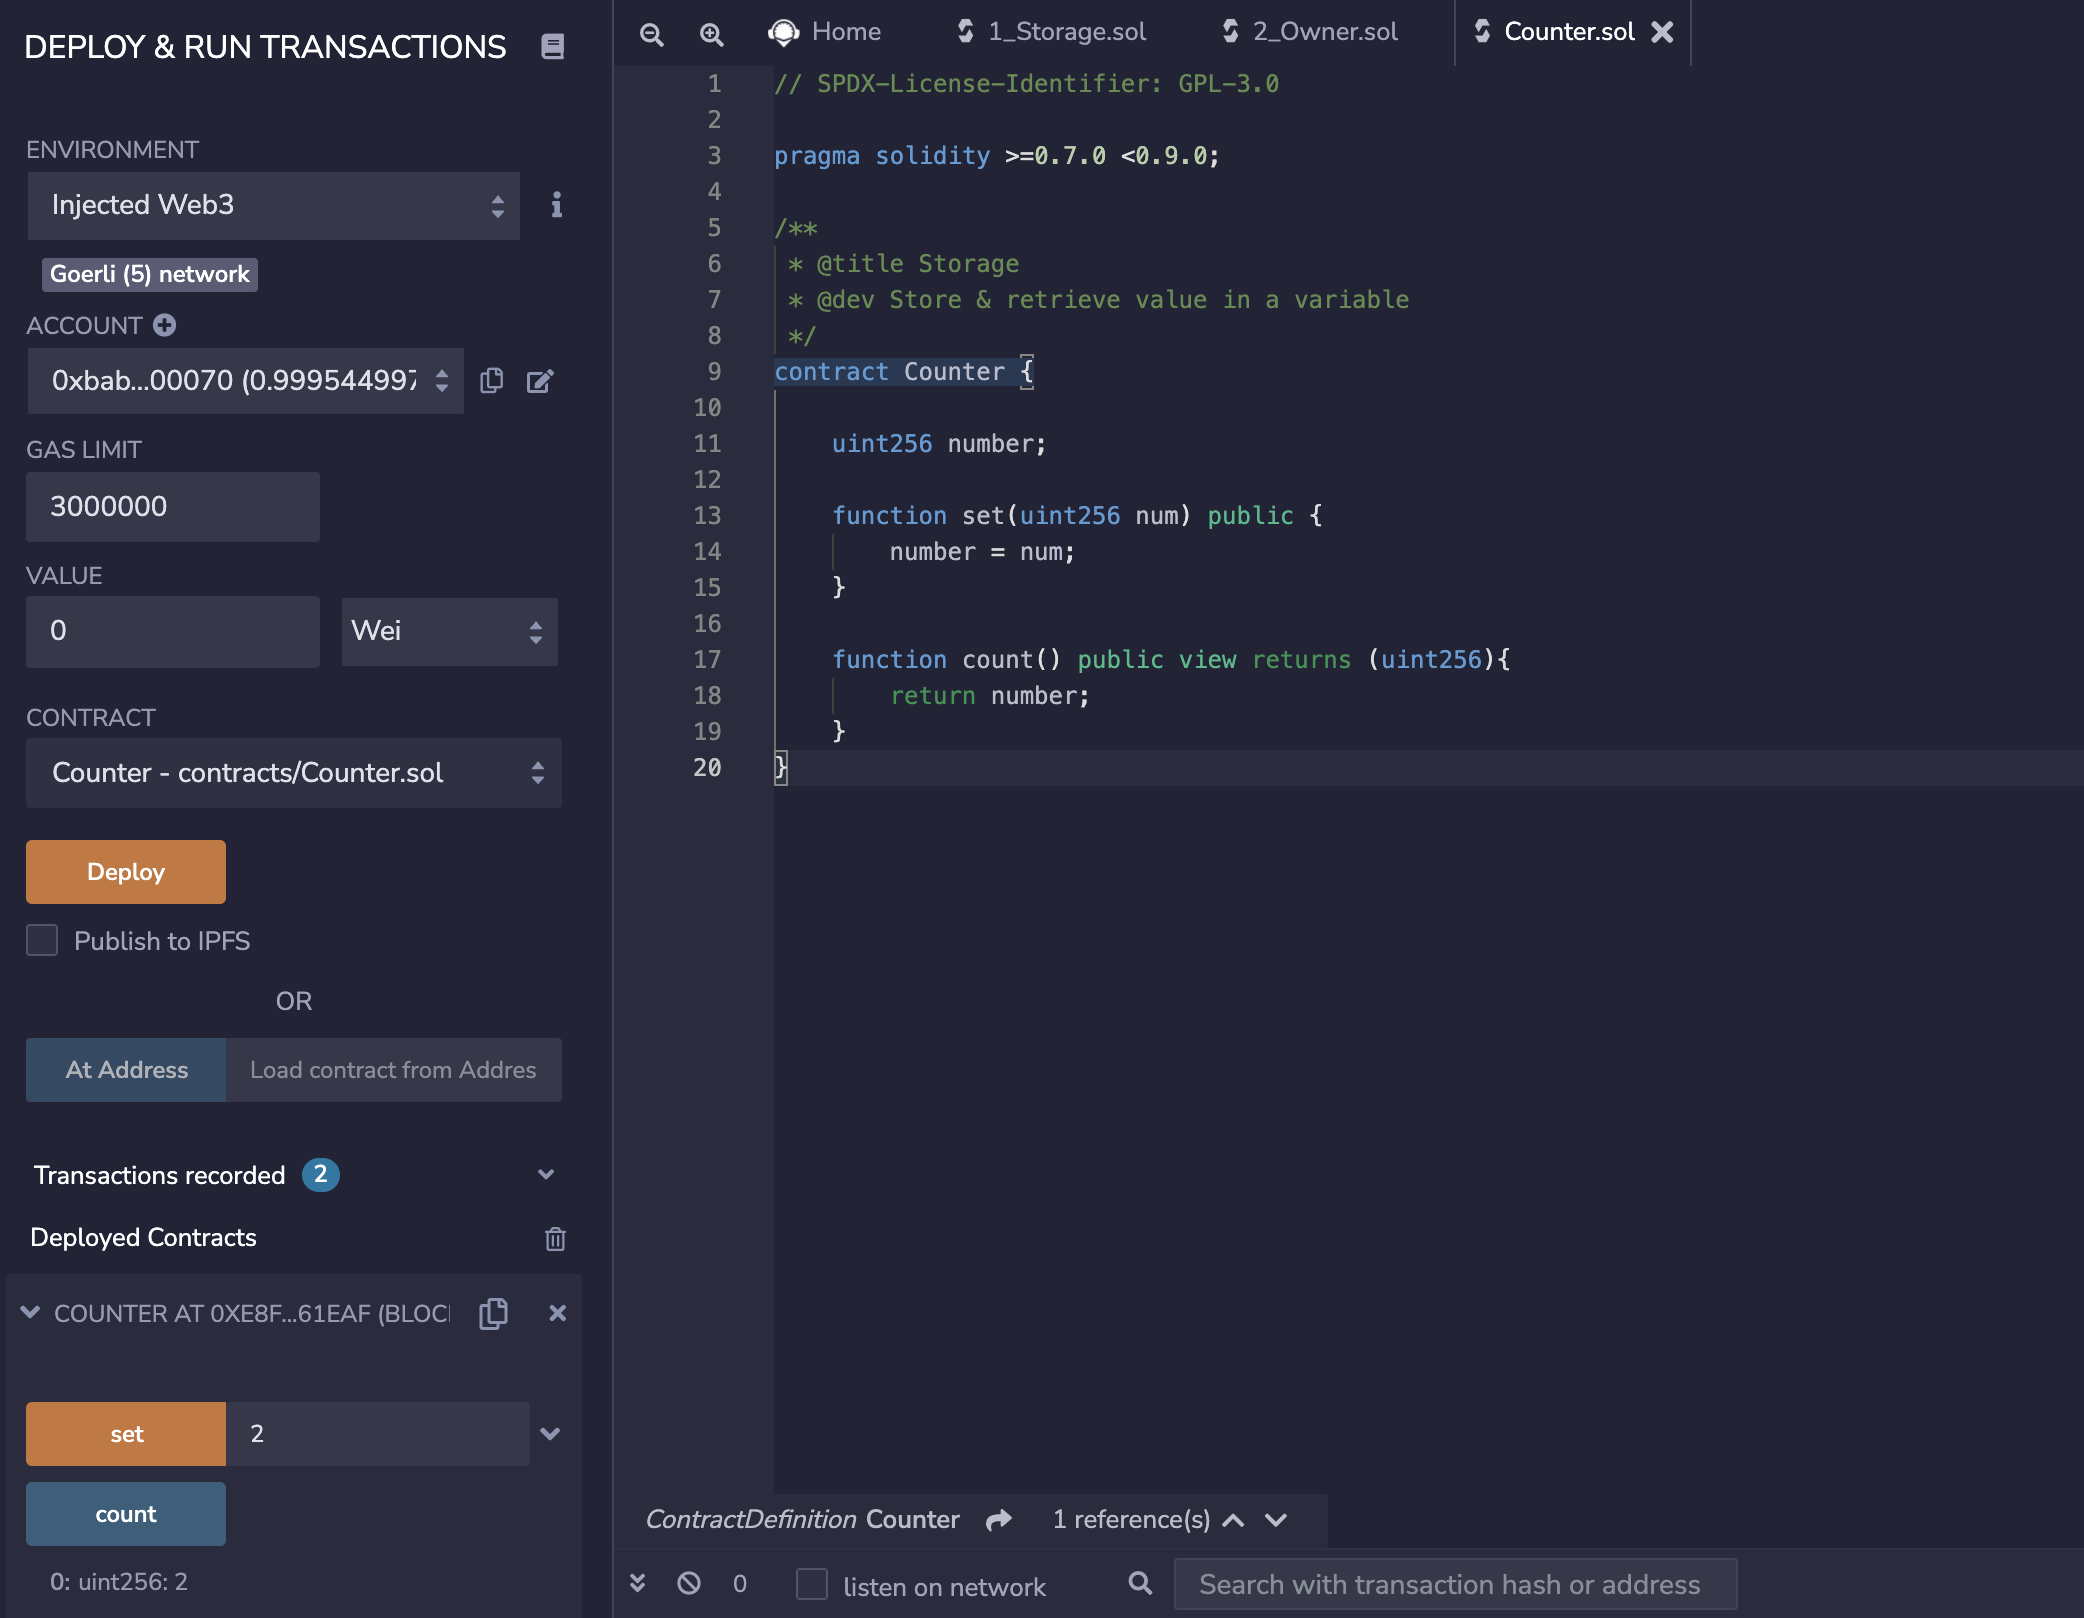 DEPLOY & RUN TRANSACTIONS
ENVIRONMENT
Injected Web3
Goerli (5) network
ACCOUNT
0xbab...00070 (0.999544997
GAS LIMIT
3000000
VALUE
0
Wei
CONTRACT
Counter - contracts/Counter.sol
Deploy
Publish to IPFS
OR
At Address
Load contract from Addres
Transactions recorded 2
Deployed Contracts
COUNTER AT 0XE8F...61EAF (BLOC
set
2
count
0: uint256: 2
Home
1_Storage.sol
2_Owner.sol
Counter.sol
1 // SPDX-License-Identifier: GPL-3.0
2
3 pragma solidity >=0.7.0 <0.9.0;
4
5 /**
6  * @title Storage
7  * @dev Store & retrieve value in a variable
8  */
9 contract Counter {
10
11     uint256 number;
12
13     function set(uint256 num) public {
14         number = num;
15     }
16
17     function count() public view returns (uint256){
18         return number;
19     }
20 }
ContractDefinition Counter
1 reference(s)
0
listen on network
Search with transaction hash or address